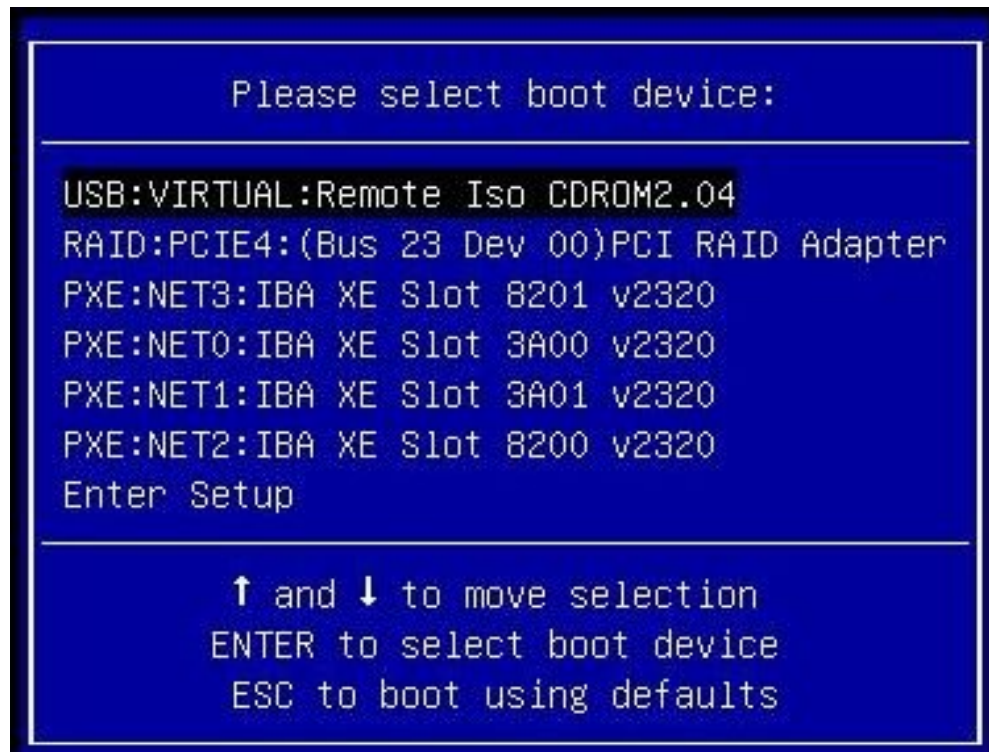 Please select boot device:
USB:VIRTUAL:Remote Iso CDROM2.04
RAID:PCIE4:(Bus 23 Dev 00)PCI RAID Adapter
PXE:NET3:IBA XE Slot 8201 v2320
PXE:NET0:IBA XE Slot 3A00 v2320
PXE:NET1:IBA XE Slot 3A01 v2320
PXE:NET2:IBA XE Slot 8200 v2320
Enter Setup
↑ and ↓ to move selection
ENTER to select boot device
ESC to boot using defaults